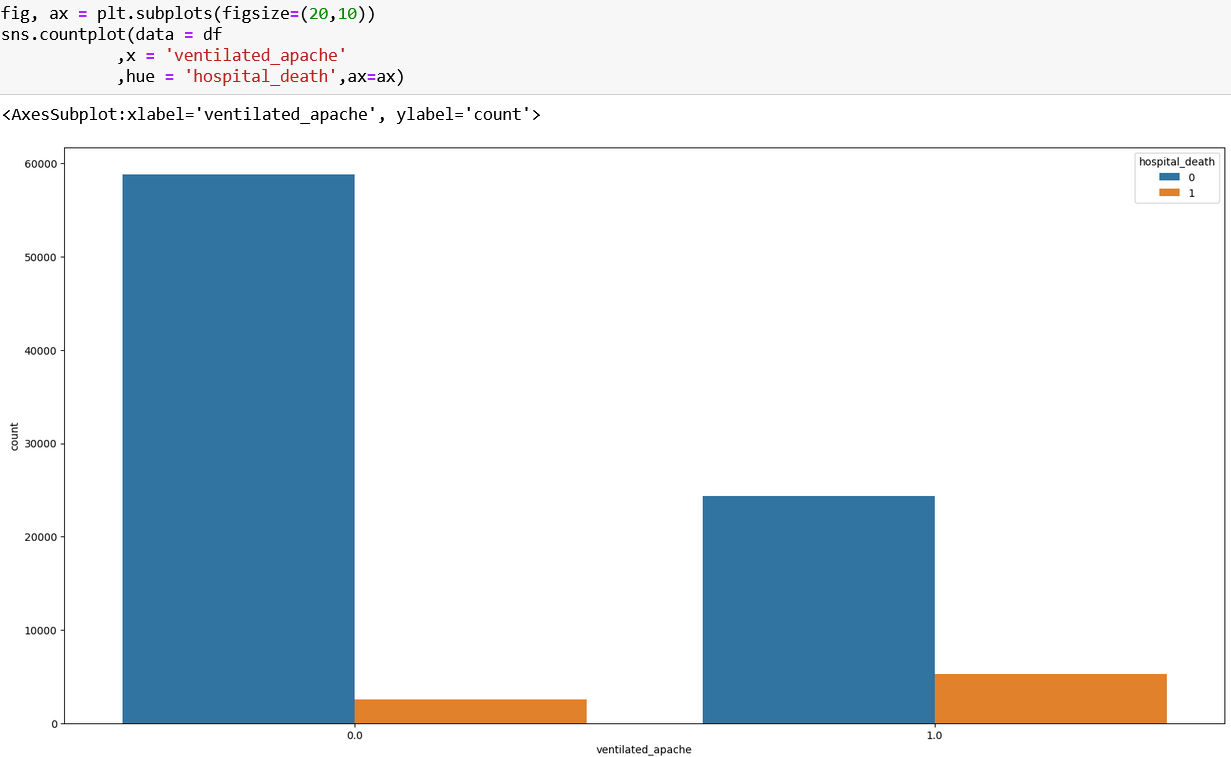 fig, ax = plt.subplots(figsize=(20,10))
sns.countplot(data = df
,x = 'ventilated_apache'
,hue = 'hospital_death',ax=ax)
<AxesSubplot:xlabel='ventilated_apache', ylabel='count'>
hospital_death
0
1
60000
50000
40000
30000
20000
10000
0
count
0.0
1.0
ventilated_apache